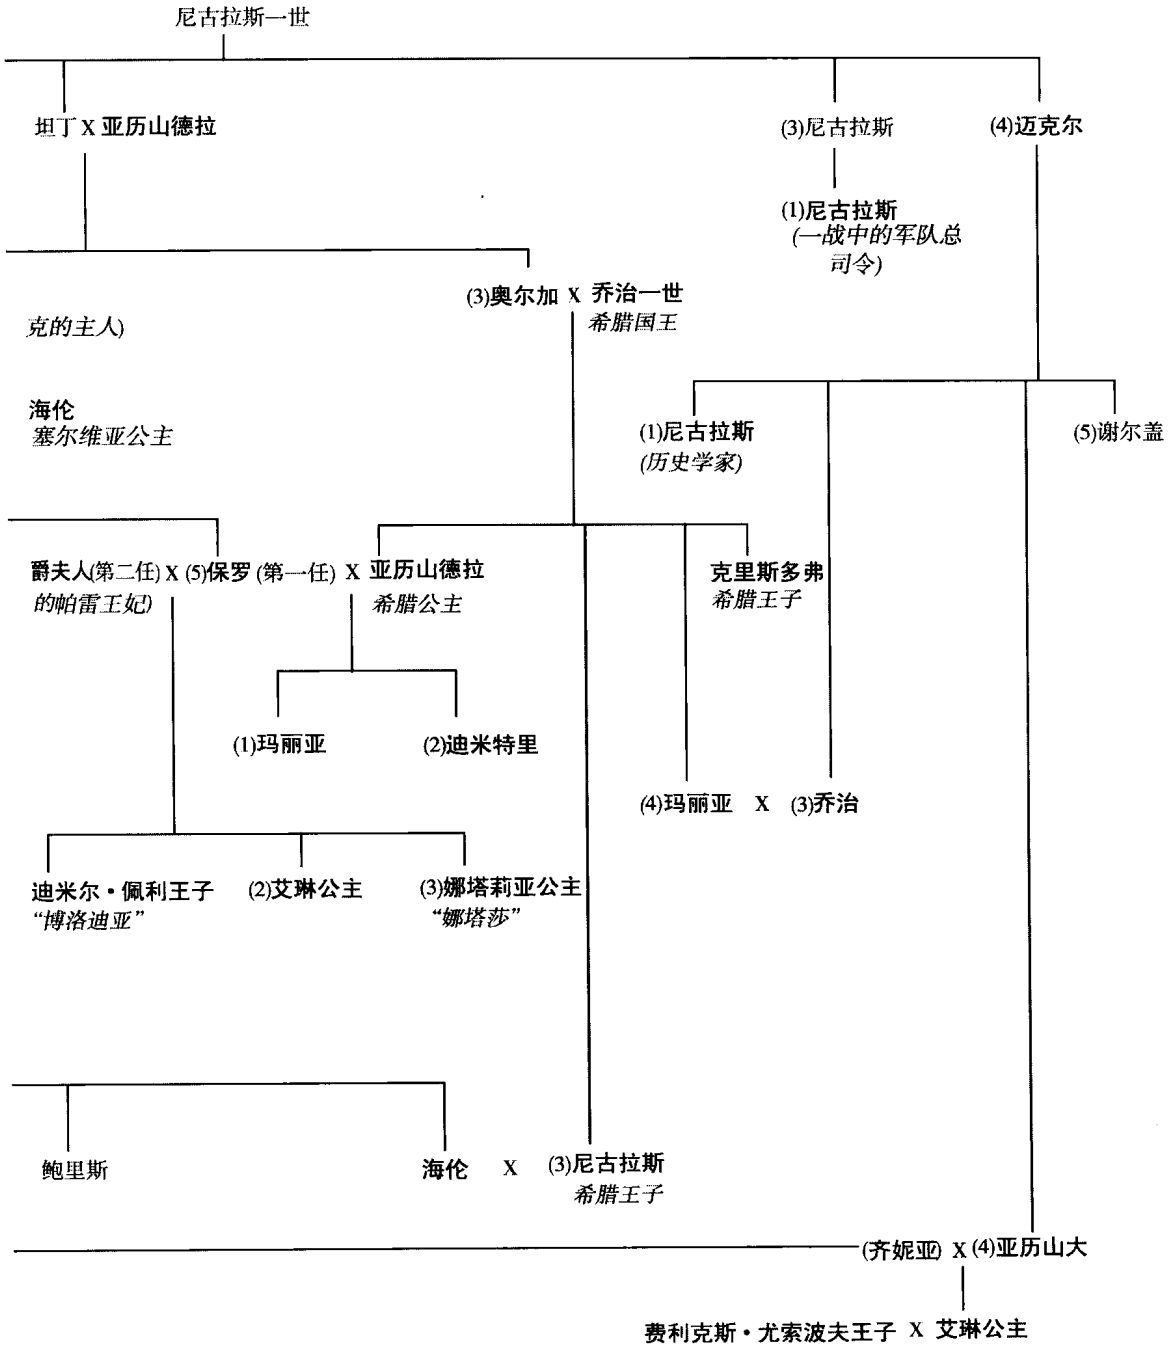 尼古拉斯一世
坦丁 X 亚历山德拉
(3)尼古拉斯
(4)迈克尔
(1)尼古拉斯
(一战中的军队总
司令)
(3)奥尔加 X 乔治一世
希腊国王
克的主人)
海伦
塞尔维亚公主
(1)尼古拉斯
(历史学家)
(5)谢尔盖
爵夫人(第二任) X (5)保罗 (第一任) X 亚历山德拉
的帕雷王妃)
希腊公主
克里斯多弗
希腊王子
(1)玛丽亚
(2)迪米特里
(4)玛丽亚 X (3)乔治
迪米尔·佩利王子
“博洛迪亚”
(2)艾琳公主
(3)娜塔莉亚公主
“娜塔莎”
鲍里斯
海伦 X (3)尼古拉斯
希腊王子
(齐妮亚) X (4)亚历山大
费利克斯·尤索波夫王子 X 艾琳公主